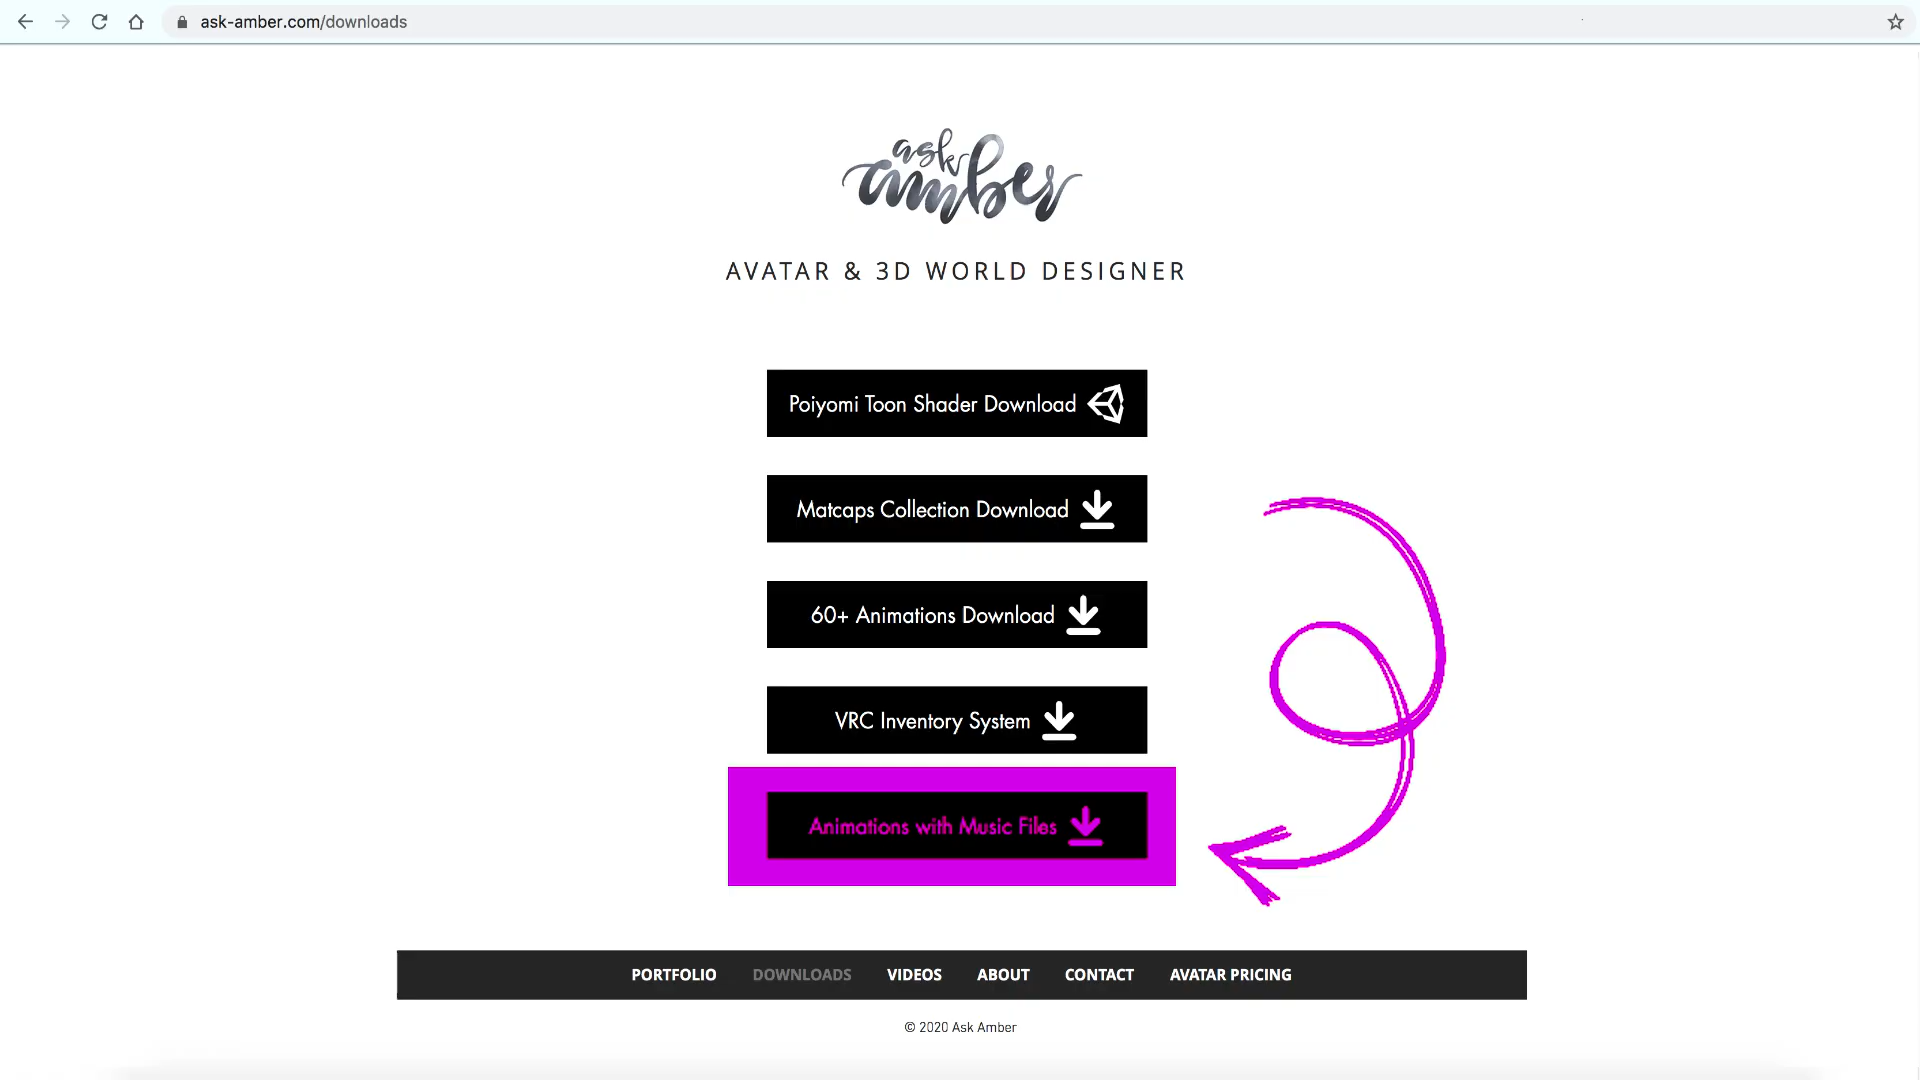 ask-amber.com/downloads
ask
amber
AVATAR & 3D WORLD DESIGNER
Poiyomi Toon Shader Download
Matcaps Collection Download
60+ Animations Download
VRC Inventory System
Animations with Music Files
PORTFOLIO DOWNLOADS VIDEOS ABOUT CONTACT AVATAR PRICING
© 2020 Ask Amber